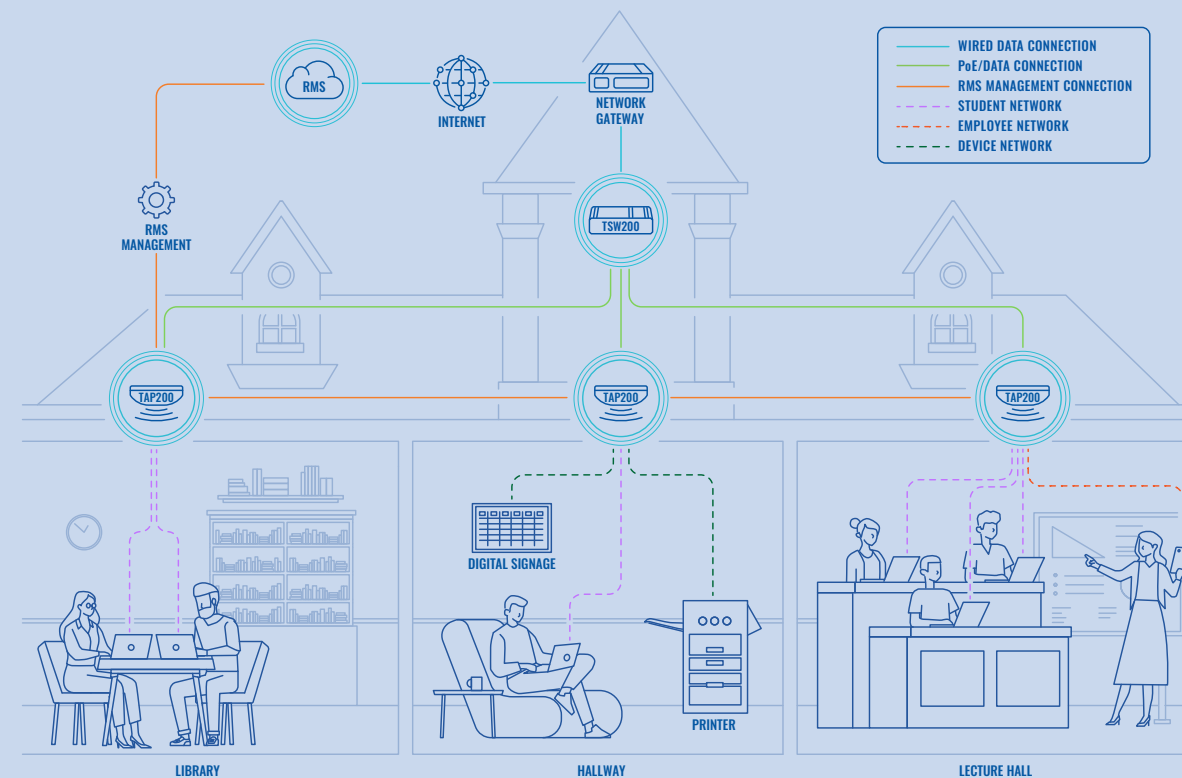 WIRED DATA CONNECTION
PoE/DATA CONNECTION
RMS MANAGEMENT CONNECTION
STUDENT NETWORK
EMPLOYEE NETWORK
DEVICE NETWORK
RMS
INTERNET
NETWORK
GATEWAY
RMS
MANAGEMENT
TSW200
TAP200
TAP200
TAP200
DIGITAL SIGNAGE
PRINTER
LIBRARY
HALLWAY
LECTURE HALL